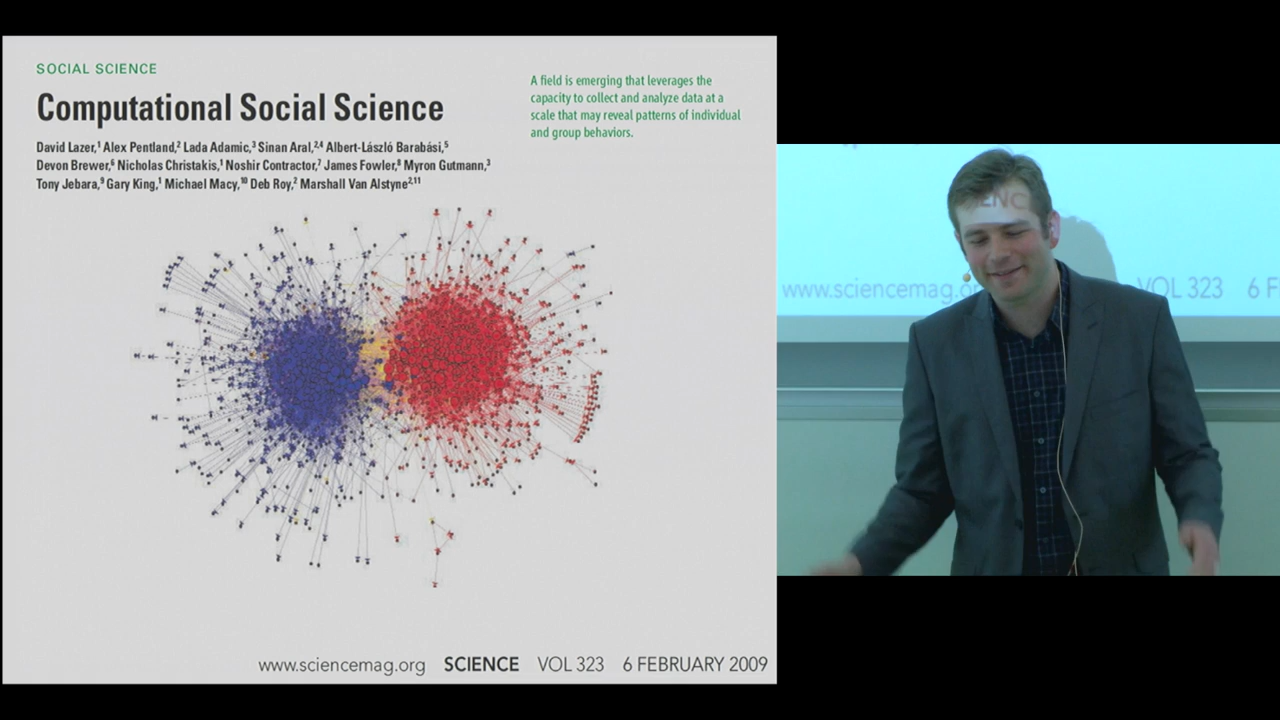 SOCIAL SCIENCE
Computational Social Science
David Lazer,¹ Alex Pentland,² Lada Adamic,³ Sinan Aral,²,⁴ Albert-László Barabási,⁵
Devon Brewer,⁶ Nicholas Christakis,¹ Noshir Contractor,⁷ James Fowler,⁸ Myron Gutmann,³
Tony Jebara,⁹ Gary King,¹ Michael Macy,¹⁰ Deb Roy,² Marshall Van Alstyne²,¹¹
A field is emerging that leverages the
capacity to collect and analyze data at a
scale that may reveal patterns of individual
and group behaviors.
www.sciencemag.org SCIENCE VOL 323 6 FEBRUARY 2009
ENC
www.sciencemag.or VOL 323 6 F